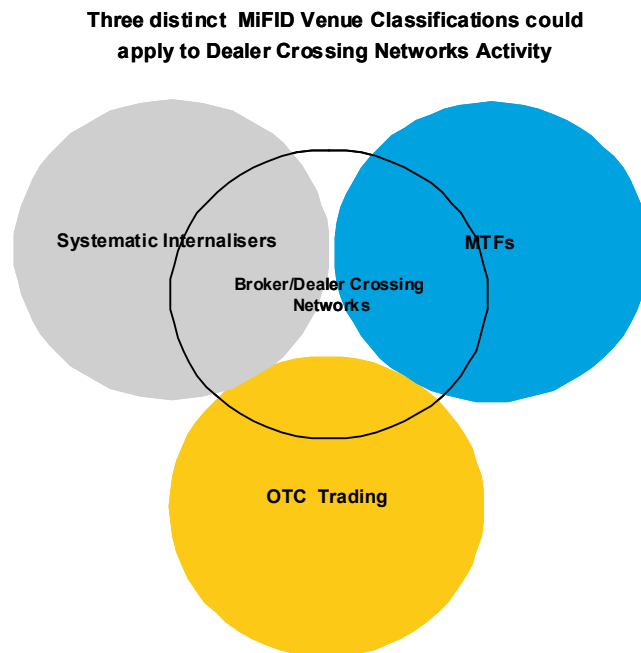 Three distinct MiFID Venue Classifications could
apply to Dealer Crossing Networks Activity
Systematic Internalisers
MTFs
Broker/Dealer Crossing
Networks
OTC Trading